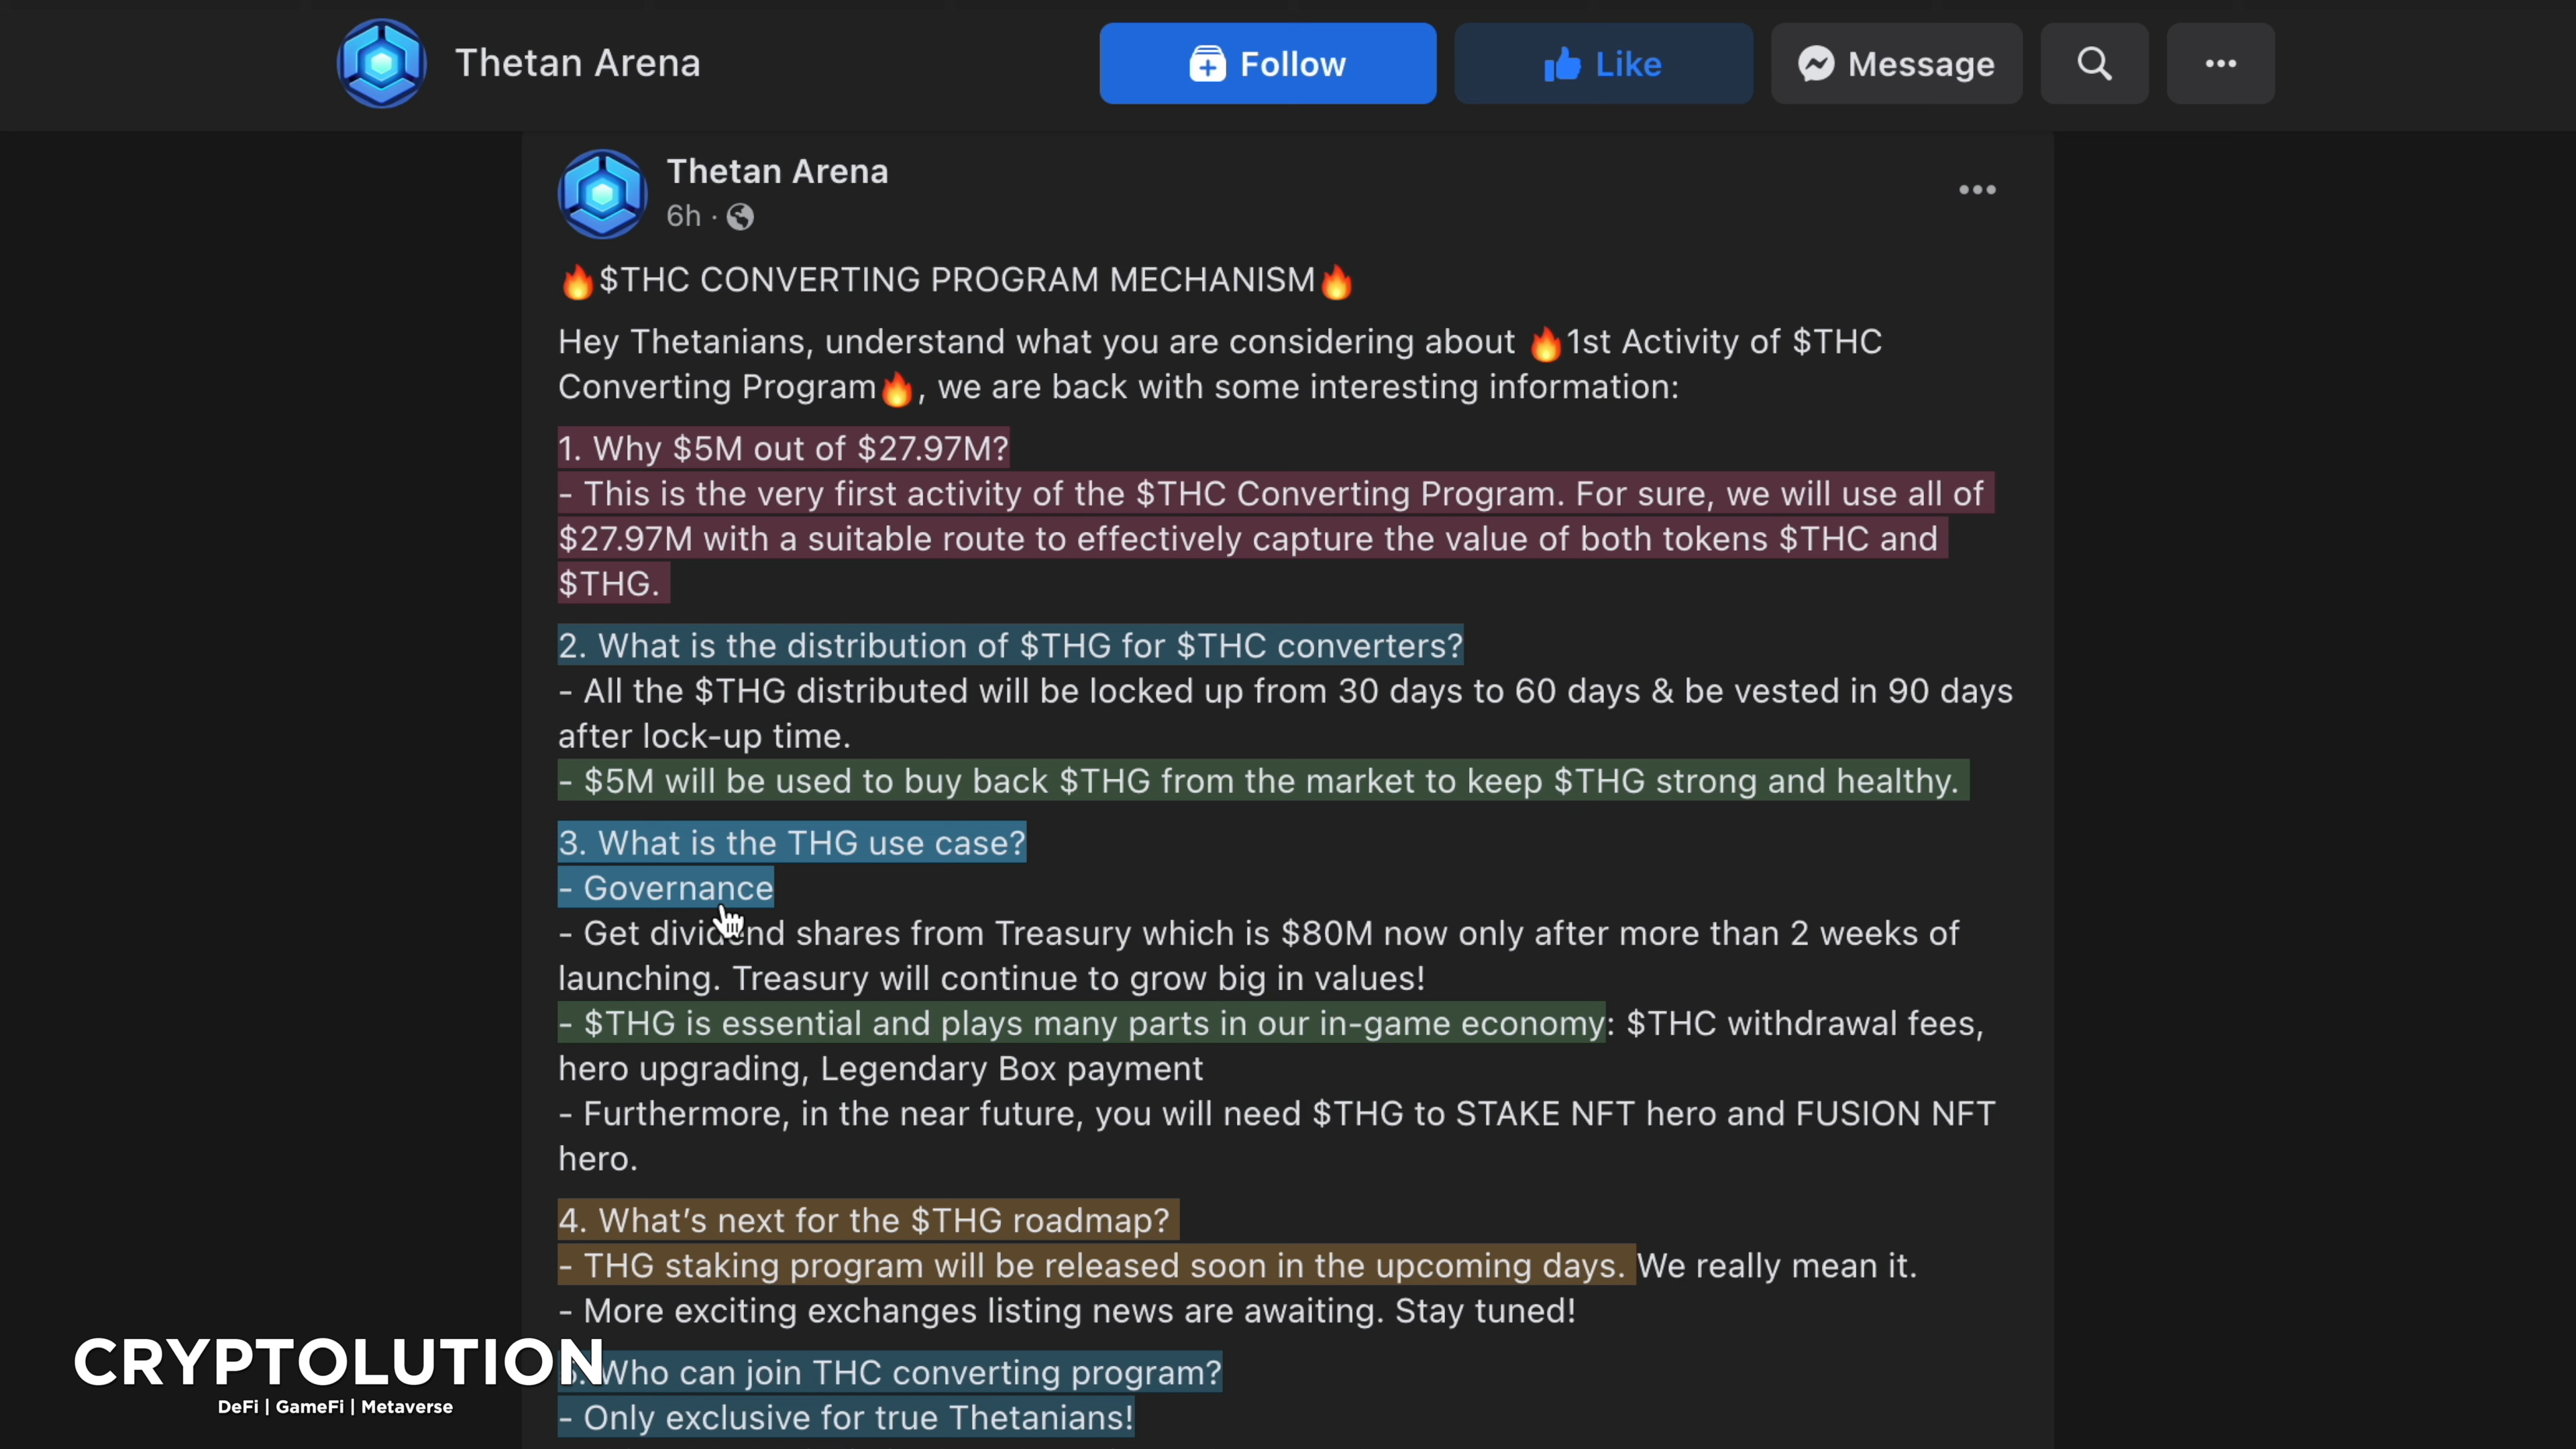 Thetan Arena
Follow
Like
Message
Thetan Arena
6h ·
🔥$THC CONVERTING PROGRAM MECHANISM🔥
Hey Thetanians, understand what you are considering about 🔥1st Activity of $THC
Converting Program🔥, we are back with some interesting information:
1. Why $5M out of $27.97M?
- This is the very first activity of the $THC Converting Program. For sure, we will use all of
$27.97M with a suitable route to effectively capture the value of both tokens $THC and
$THG.
2. What is the distribution of $THG for $THC converters?
- All the $THG distributed will be locked up from 30 days to 60 days & be vested in 90 days
after lock-up time.
- $5M will be used to buy back $THG from the market to keep $THG strong and healthy.
3. What is the THG use case?
- Governance
- Get dividend shares from Treasury which is $80M now only after more than 2 weeks of
launching. Treasury will continue to grow big in values!
- $THG is essential and plays many parts in our in-game economy: $THC withdrawal fees,
hero upgrading, Legendary Box payment
- Furthermore, in the near future, you will need $THG to STAKE NFT hero and FUSION NFT
hero.
4. What's next for the $THG roadmap?
- THG staking program will be released soon in the upcoming days. We really mean it.
- More exciting exchanges listing news are awaiting. Stay tuned!
Who can join THC converting program?
- Only exclusive for true Thetanians!
CRYPTOLUTION
DeFi | GameFi | Metaverse